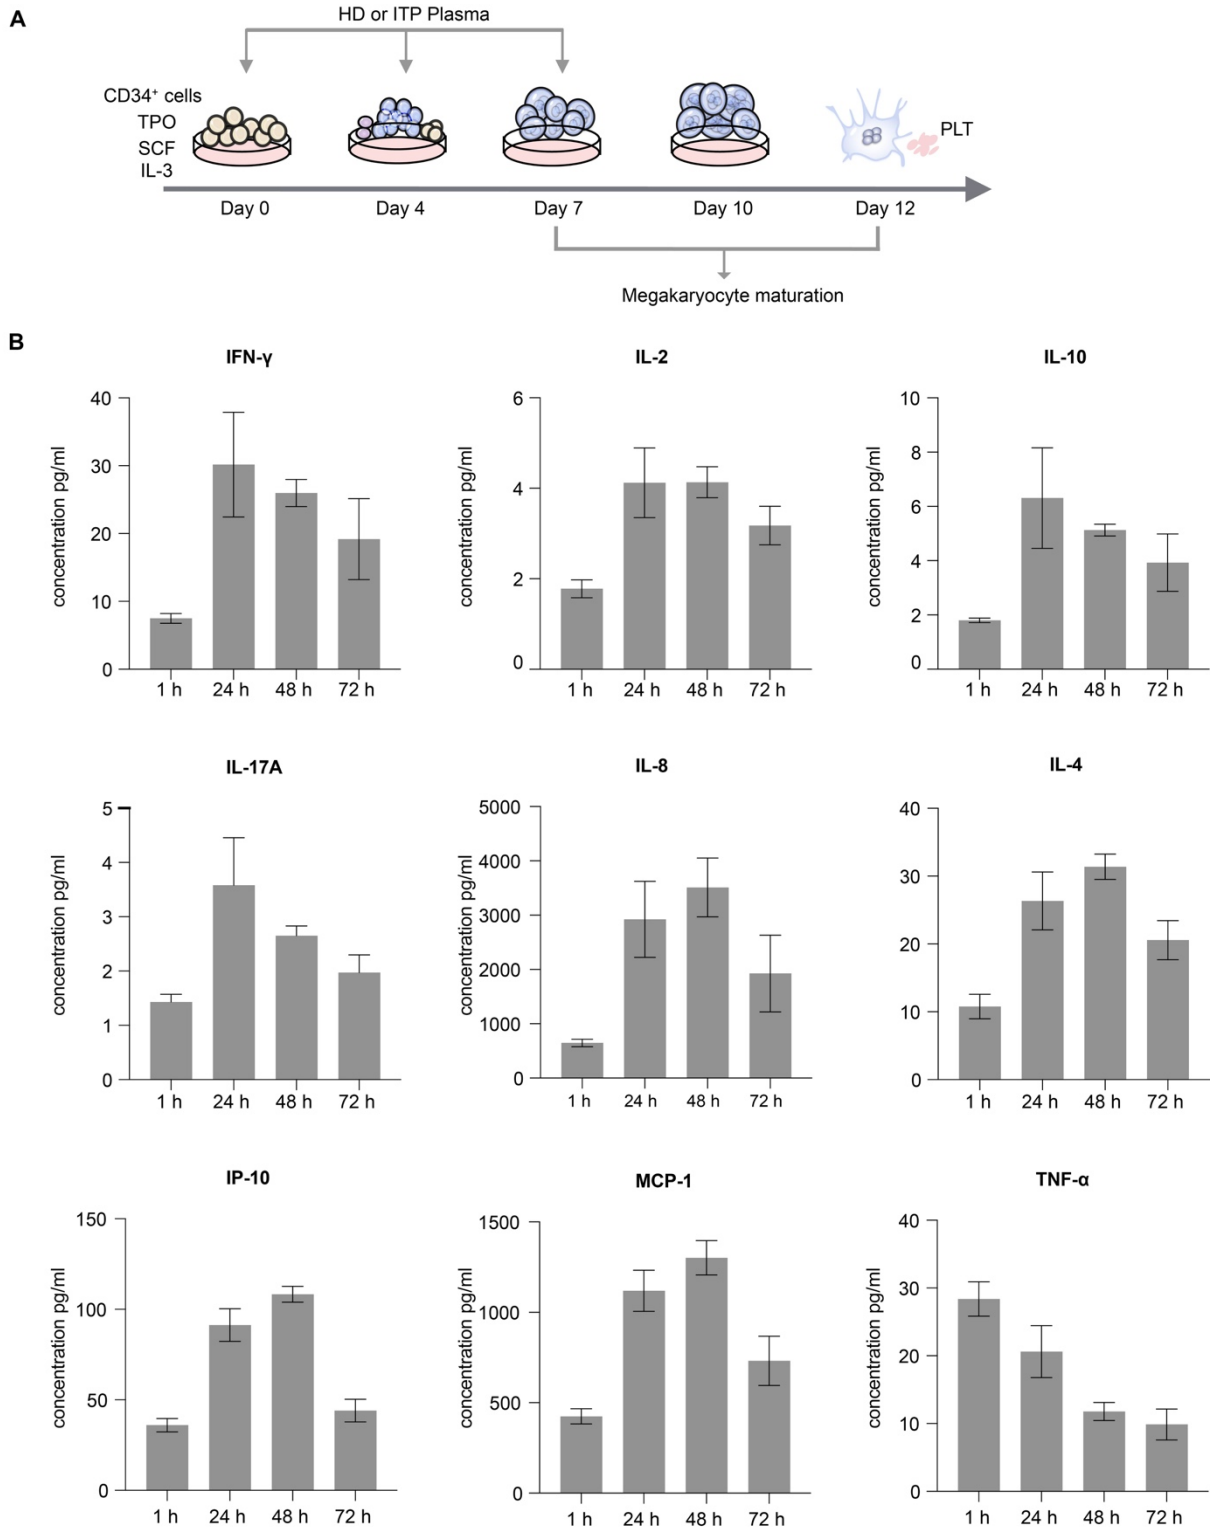 A
HD or ITP Plasma
CD34⁺ cells
TPO
SCF
IL-3
PLT
Day 0
Day 4
Day 7
Day 10
Day 12
Megakaryocyte maturation
B
IFN-γ
concentration pg/ml
40
30
20
10
0
1 h
24 h
48 h
72 h
IL-2
concentration pg/ml
6
4
2
0
1 h
24 h
48 h
72 h
IL-10
concentration pg/ml
10
8
6
4
2
0
1 h
24 h
48 h
72 h
IL-17A
concentration pg/ml
5
4
3
2
1
0
1 h
24 h
48 h
72 h
IL-8
concentration pg/ml
5000
4000
3000
2000
1000
0
1 h
24 h
48 h
72 h
IL-4
concentration pg/ml
40
30
20
10
0
1 h
24 h
48 h
72 h
IP-10
concentration pg/ml
150
100
50
0
1 h
24 h
48 h
72 h
MCP-1
concentration pg/ml
1500
1000
500
0
1 h
24 h
48 h
72 h
TNF-α
concentration pg/ml
40
30
20
10
0
1 h
24 h
48 h
72 h